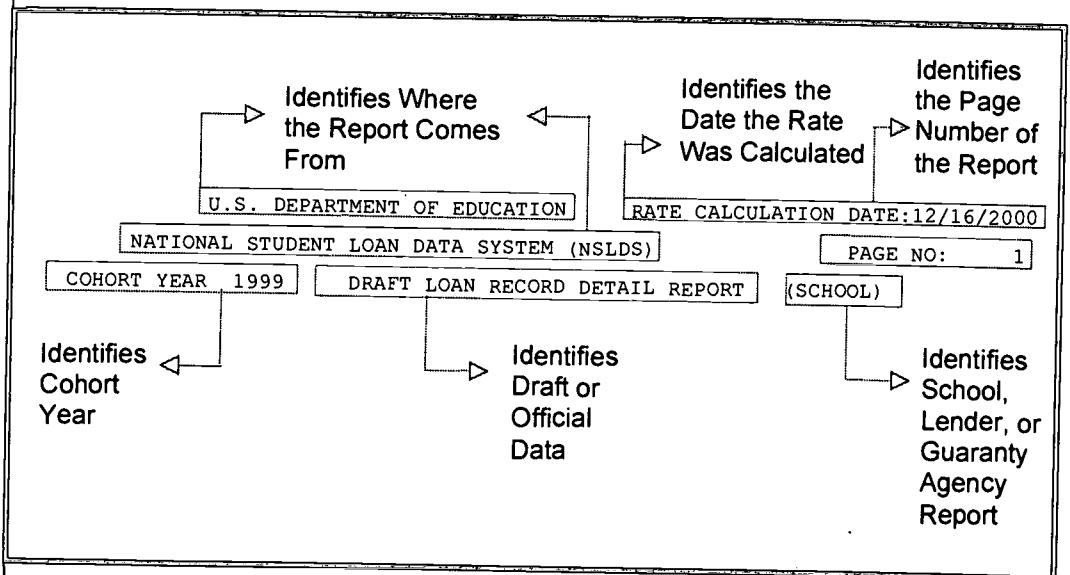 Identifies Where
the Report Comes
From
Identifies the
Date the Rate
Was Calculated
Identifies
the Page
Number of
the Report
U.S. DEPARTMENT OF EDUCATION
RATE CALCULATION DATE:12/16/2000
NATIONAL STUDENT LOAN DATA SYSTEM (NSLDS)
PAGE NO: 1
COHORT YEAR 1999
DRAFT LOAN RECORD DETAIL REPORT
(SCHOOL)
Identifies
Cohort
Year
Identifies
Draft or
Official
Data
Identifies
School,
Lender, or
Guaranty
Agency
Report